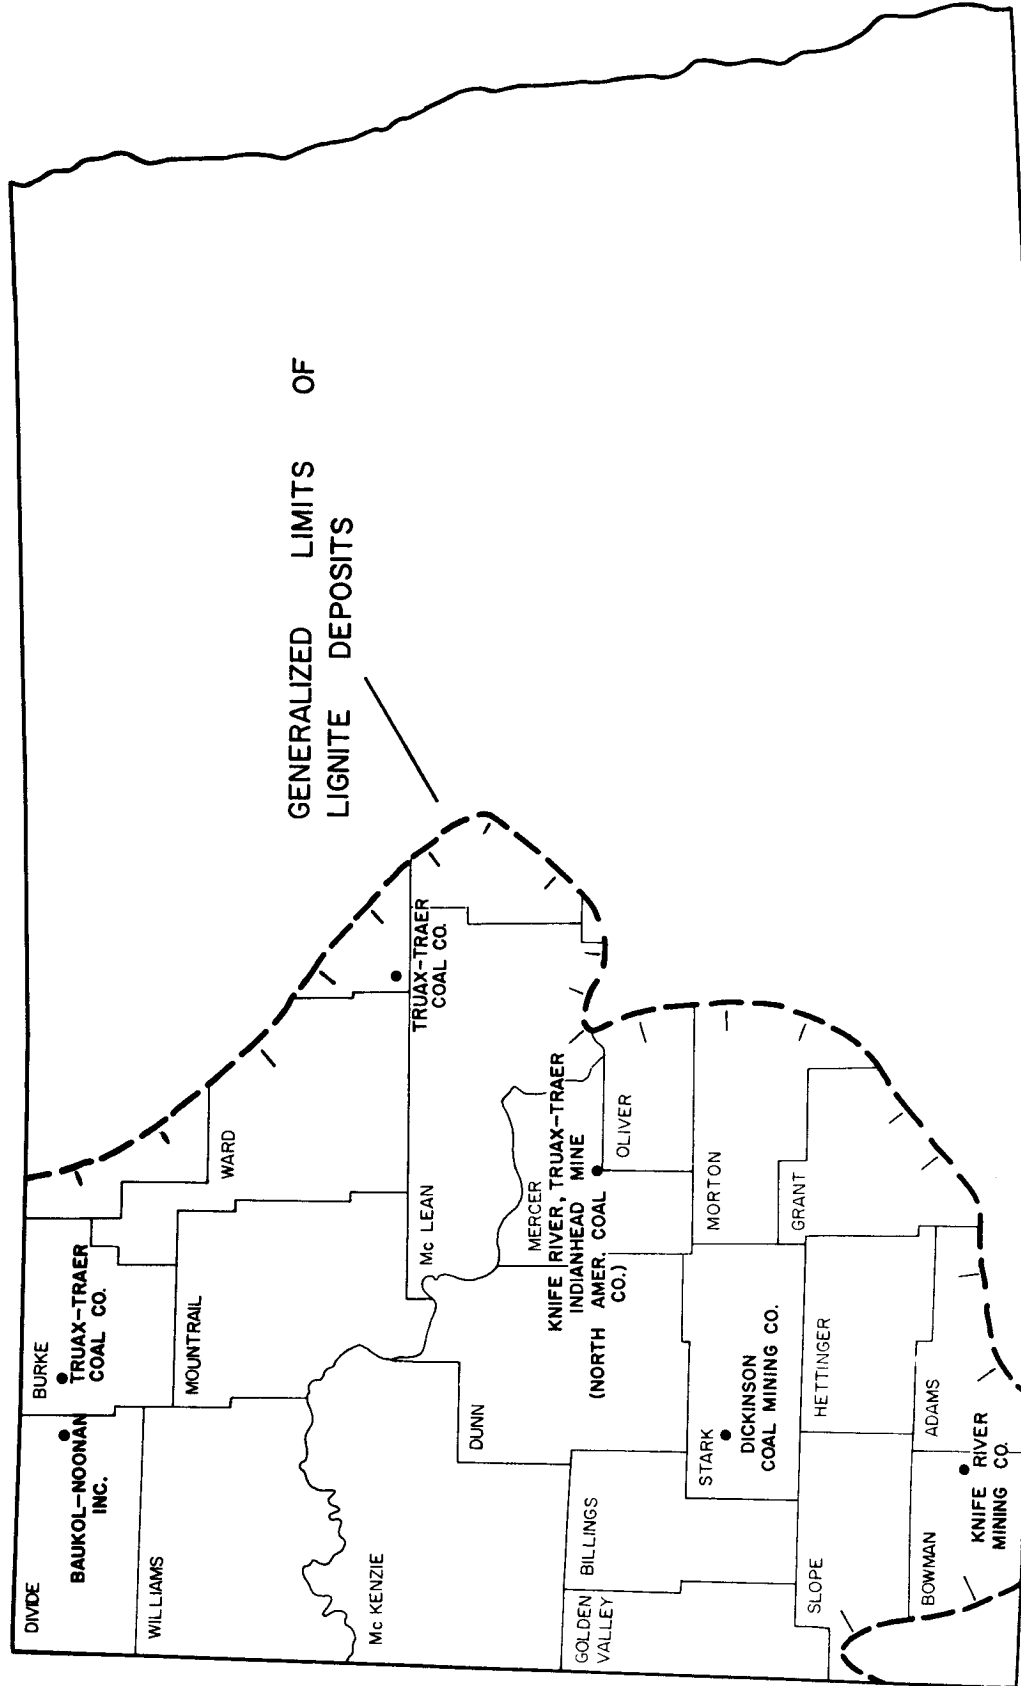 GENERALIZED LIMITS OF
LIGNITE DEPOSITS
DIVIDE
BURKE
BAUKOL-NOONAN
INC.
TRUAX-TRAER
COAL CO.
WILLIAMS
MOUNTRAIL
WARD
Mc KENZIE
Mc LEAN
TRUAX-TRAER
COAL CO.
DUNN
MERCER
KNIFE RIVER, TRUAX-TRAER
INDIANHEAD MINE
(NORTH AMER. COAL MINE
CO.)
OLIVER
GOLDEN
VALLEY
BILLINGS
STARK
DICKINSON
COAL MINING CO.
MORTON
GRANT
SLOPE
HETTINGER
BOWMAN
ADAMS
KNIFE RIVER
MINING CO.